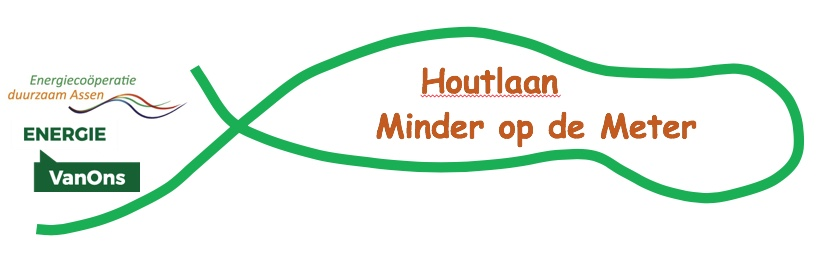 Energiecoöperatie
duurzaam Assen
ENERGIE
VanOns
Houtlaan
Minder op de Meter